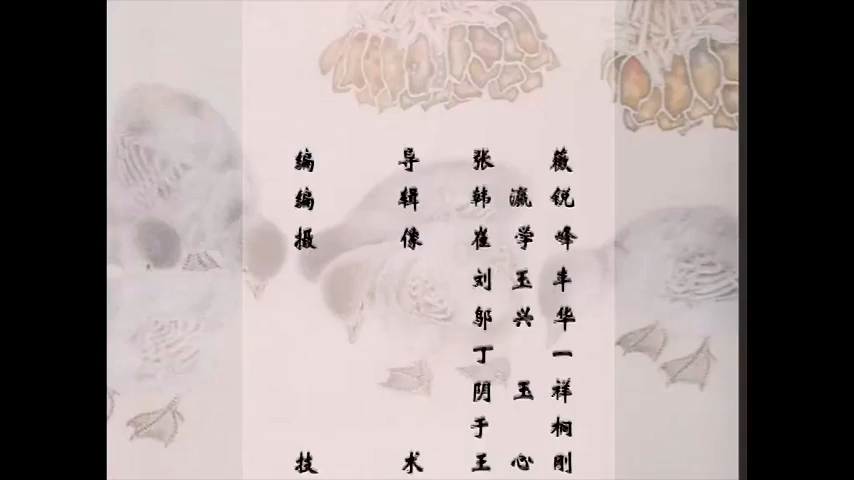 编导 张薇
编辑 韩瀛锐
摄像 崔学峰
刘玉丰
邬兴华
丁一
阴玉祥
于桐
技术 王心刚